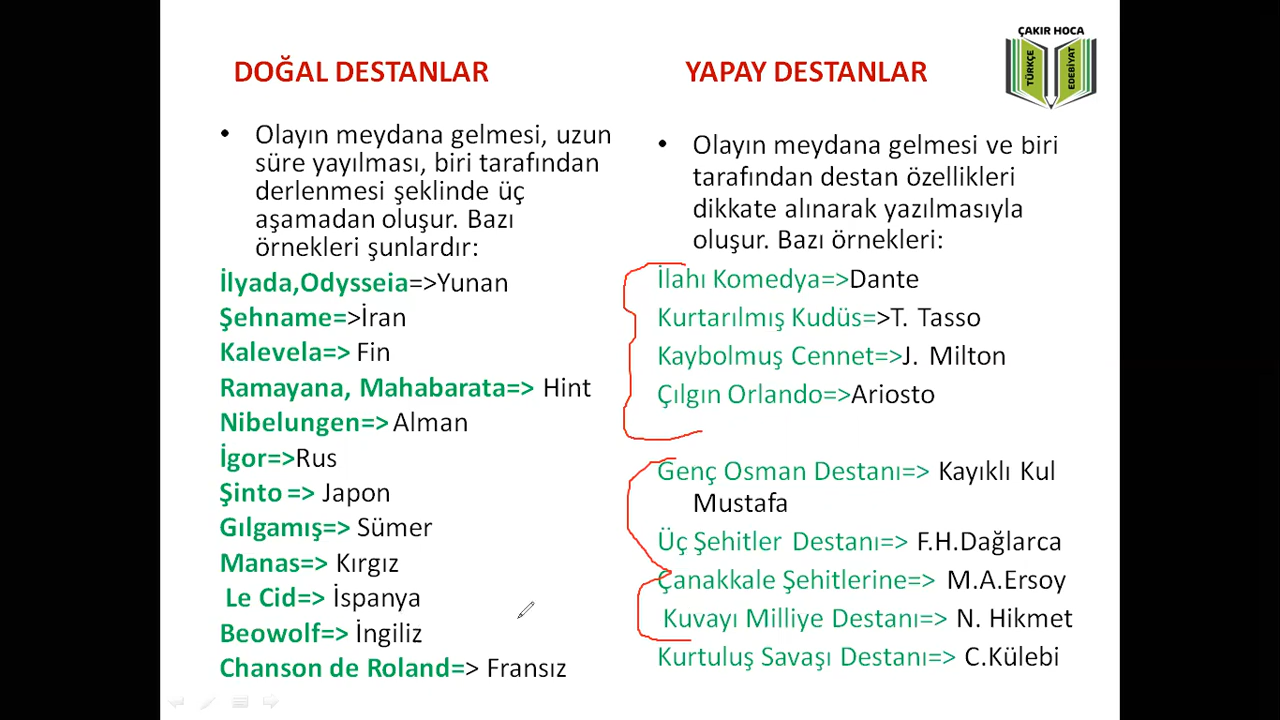 ÇAKIR HOCA
TÜRKÇE
EDEBİYAT
DOĞAL DESTANLAR
• Olayın meydana gelmesi, uzun
süre yayılması, biri tarafından
derlenmesi şeklinde üç
aşamadan oluşur. Bazı
örnekleri şunlardır:
İlyada,Odysseia=>Yunan
Şehname=>İran
Kalevela=> Fin
Ramayana, Mahabarata=> Hint
Nibelungen=> Alman
İgor=>Rus
Şinto => Japon
Gılgamış=> Sümer
Manas=> Kırgız
Le Cid=> İspanya
Beowolf=> İngiliz
Chanson de Roland=> Fransız
YAPAY DESTANLAR
• Olayın meydana gelmesi ve biri
tarafından destan özellikleri
dikkate alınarak yazılmasıyla
oluşur. Bazı örnekleri:
İlahı Komedya=>Dante
Kurtarılmış Kudüs=>T. Tasso
Kaybolmuş Cennet=>J. Milton
Çılgın Orlando=>Ariosto
Genç Osman Destanı=> Kayıklı Kul
Mustafa
Üç Şehitler Destanı=> F.H.Dağlarca
Çanakkale Şehitlerine=> M.A.Ersoy
Kuvayı Milliye Destanı=> N. Hikmet
Kurtuluş Savaşı Destanı=> C.Külebi